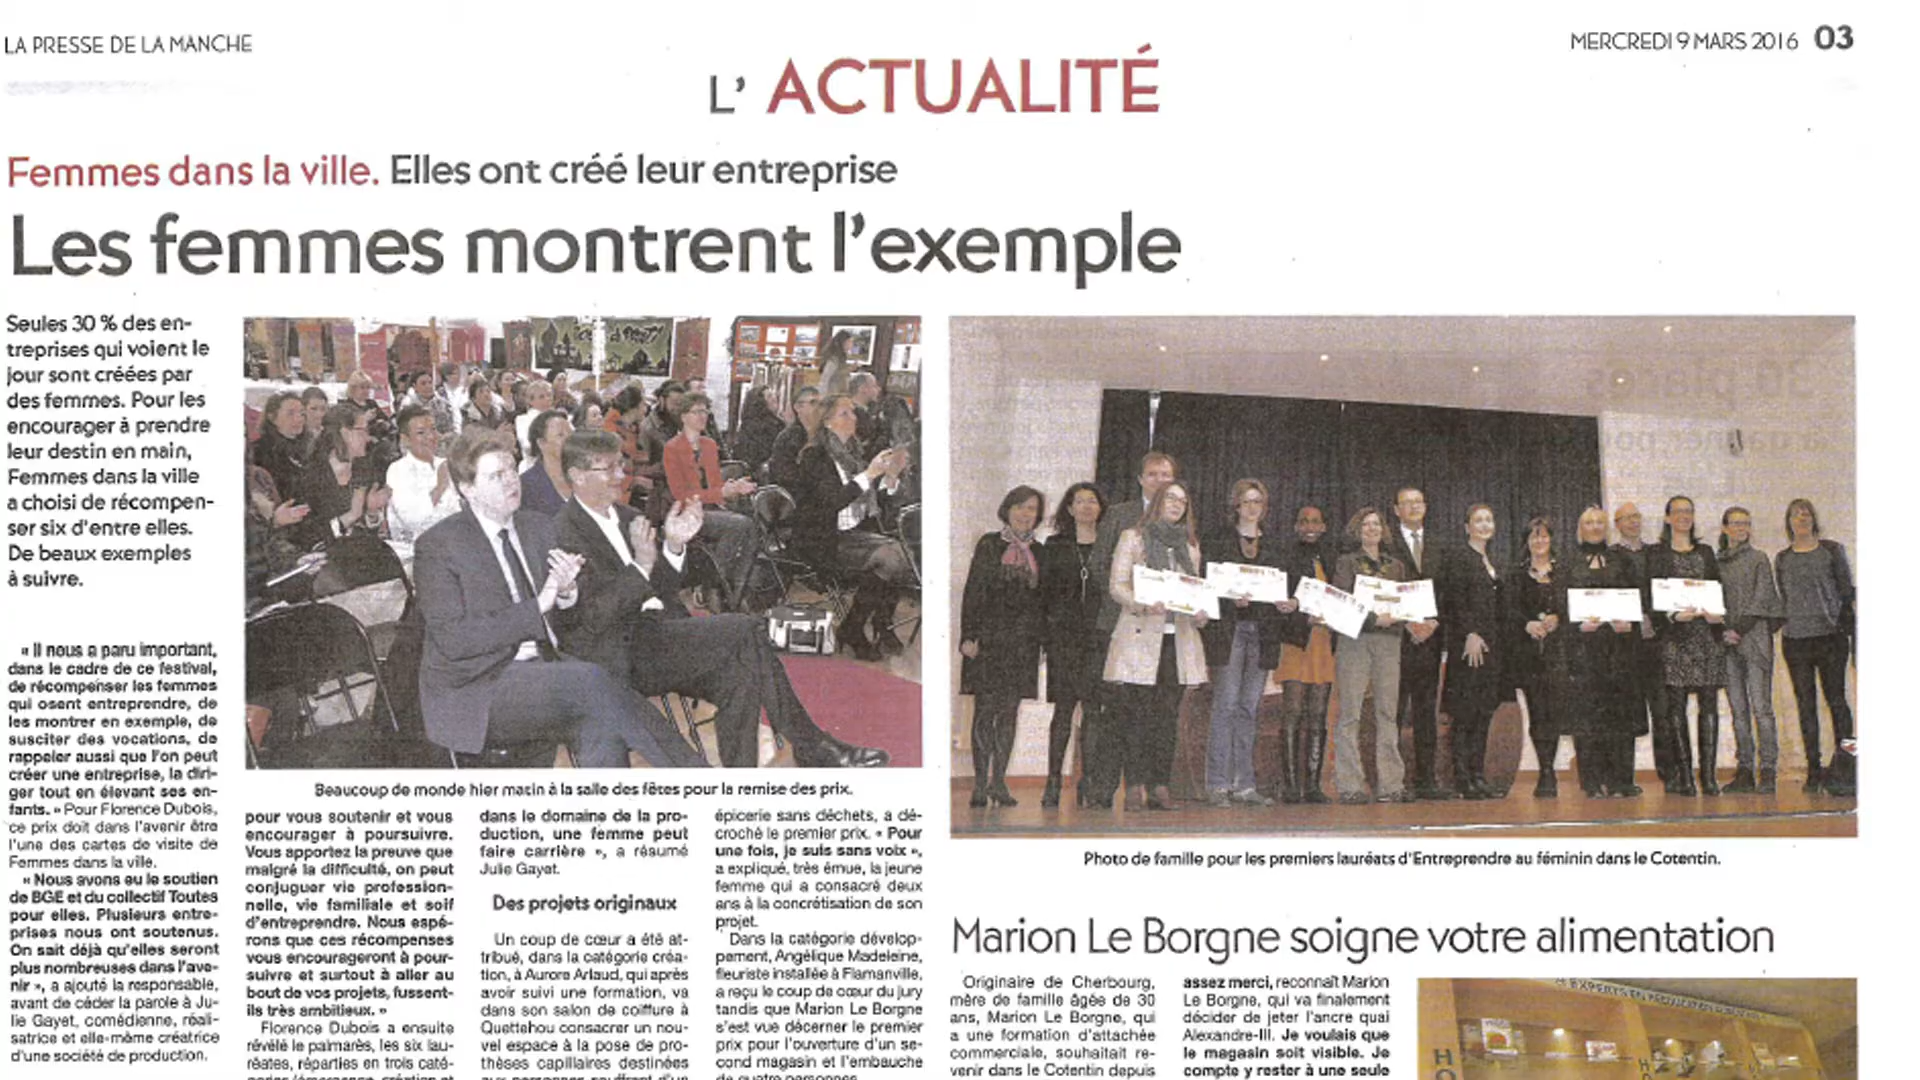 LA PRESSE DE LA MANCHE
MERCREDI 9 MARS 2016 03
L' ACTUALITÉ
Femmes dans la ville. Elles ont créé leur entreprise
Les femmes montrent l'exemple
Seules 30 % des en-
treprises qui voient le
jour sont créées par
des femmes. Pour les
encourager à prendre
leur destin en main,
Femmes dans la ville
a choisi de récompen-
ser six d'entre elles.
De beaux exemples
à suivre.
« Il nous a paru important,
dans le cadre de ce festival,
de récompenser les femmes
qui osent entreprendre, de
les montrer en exemple, de
susciter des vocations, de
rappeler aussi que l'on peut
créer une entreprise, la diri-
ger tout en élevant ses en-
fants. » Pour Florence Dubois,
ce prix doit dans l'avenir être
l'une des cartes de visite de
Femmes dans la ville.
« Nous avons eu le soutien
de BGE et du collectif Toutes
pour elles. Plusieurs entre-
prises nous ont soutenus.
On sait déjà qu'elles seront
plus nombreuses dans l'ave-
nir », a ajouté la responsable,
avant de céder la parole à Ju-
lie Gayet, comédienne, réali-
satrice et elle-même créatrice
d'une société de production.
Beaucoup de monde hier matin à la salle des fêtes pour la remise des prix.
pour vous soutenir et vous
encourager à poursuivre.
Vous apportez la preuve que
malgré la difficulté, on peut
conjuguer vie profession-
nelle, vie familiale et soif
d'entreprendre. Nous espé-
rons que ces récompenses
vous encourageront à pour-
suivre et surtout à aller au
bout de vos projets, fussent-
ils très ambitieux. »
Florence Dubois a ensuite
révélé le palmarès, les six lau-
réates, réparties en trois caté-
gories (émergence, création et
dans le domaine de la pro-
duction, une femme peut
faire carrière », a résumé
Julie Gayet.
Des projets originaux
Un coup de cœur a été at-
tribué, dans la catégorie créa-
tion, à Aurore Arlaud, qui après
avoir suivi une formation, va
dans son salon de coiffure à
Quettehou consacrer un nou-
vel espace à la pose de pro-
thèses capillaires destinées
aux personnes souffrant d'un
épicerie sans déchets, a dé-
croché le premier prix. « Pour
une fois, je suis sans voix »,
a expliqué, très émue, la jeune
femme qui a consacré deux
ans à la concrétisation de son
projet.
Dans la catégorie dévelop-
pement, Angélique Madeleine,
fleuriste installée à Flamanville,
a reçu le coup de cœur du jury
tandis que Marion Le Borgne
s'est vue décerner le premier
prix pour l'ouverture d'un se-
cond magasin et l'embauche
de quatre personnes.
Photo de famille pour les premiers lauréats d'Entreprendre au féminin dans le Cotentin.
Marion Le Borgne soigne votre alimentation
Originaire de Cherbourg,
mère de famille âgée de 30
ans, Marion Le Borgne, qui
a une formation d'attachée
commerciale, souhaitait re-
venir dans le Cotentin depuis
assez merci, reconnaît Marion
Le Borgne, qui va finalement
décider de jeter l'ancre quai
Alexandre-III. Je voulais que
le magasin soit visible. Je
compte y rester à une seule